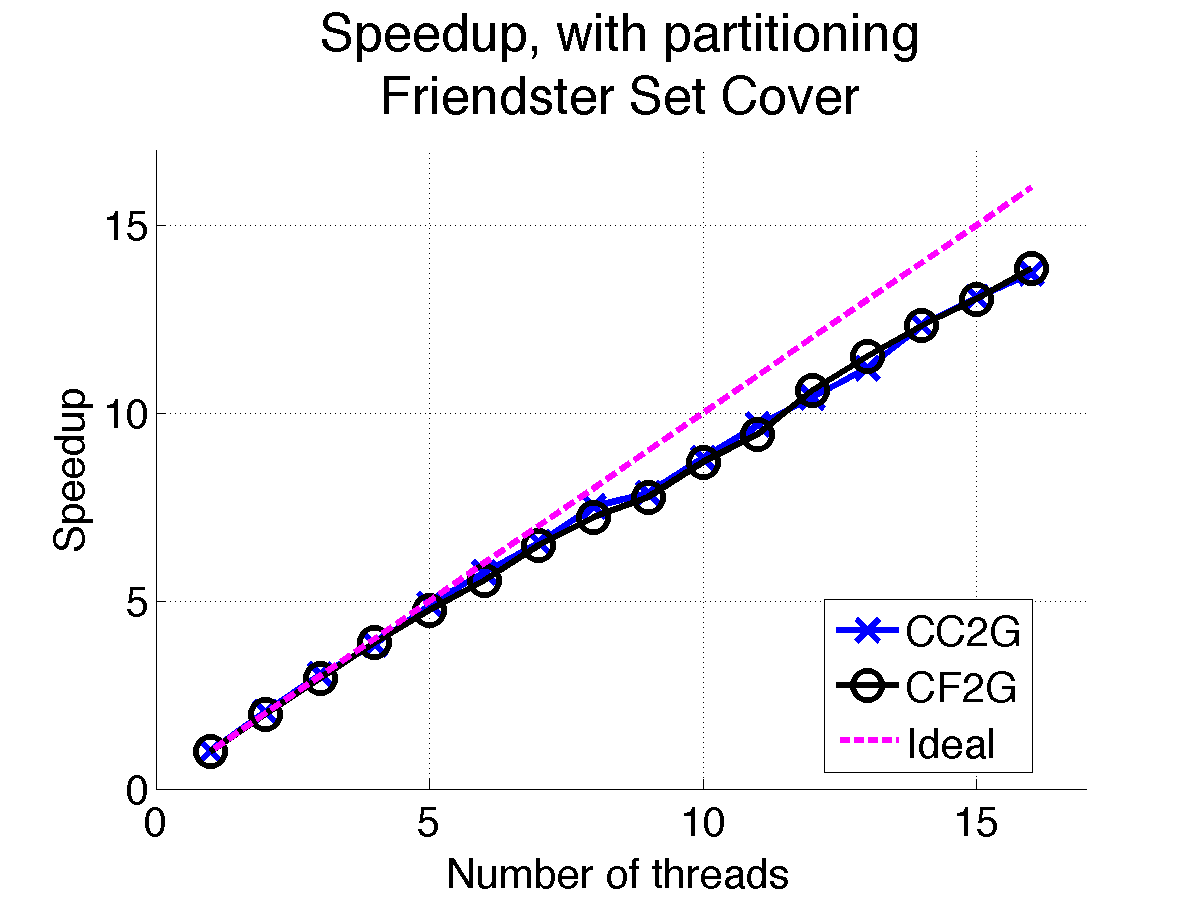 Speedup, with partitioning
Friendster Set Cover
15
10
5
0
Speedup
0 5 10 15
Number of threads
CC2G
CF2G
Ideal